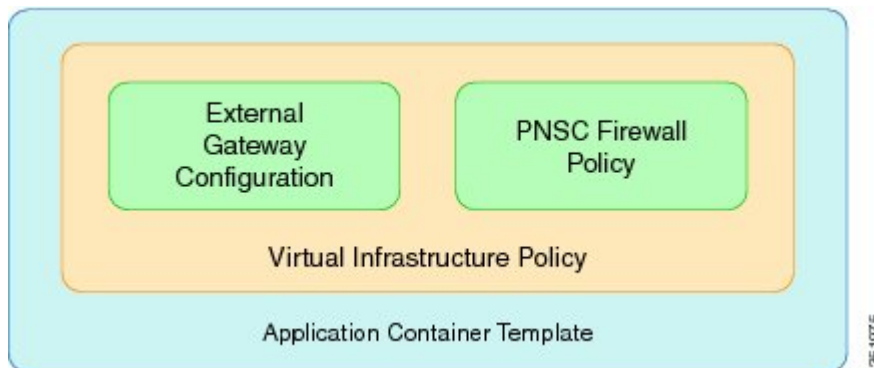 External
Gateway
Configuration
PNSC Firewall
Policy
Virtual Infrastructure Policy
Application Container Template